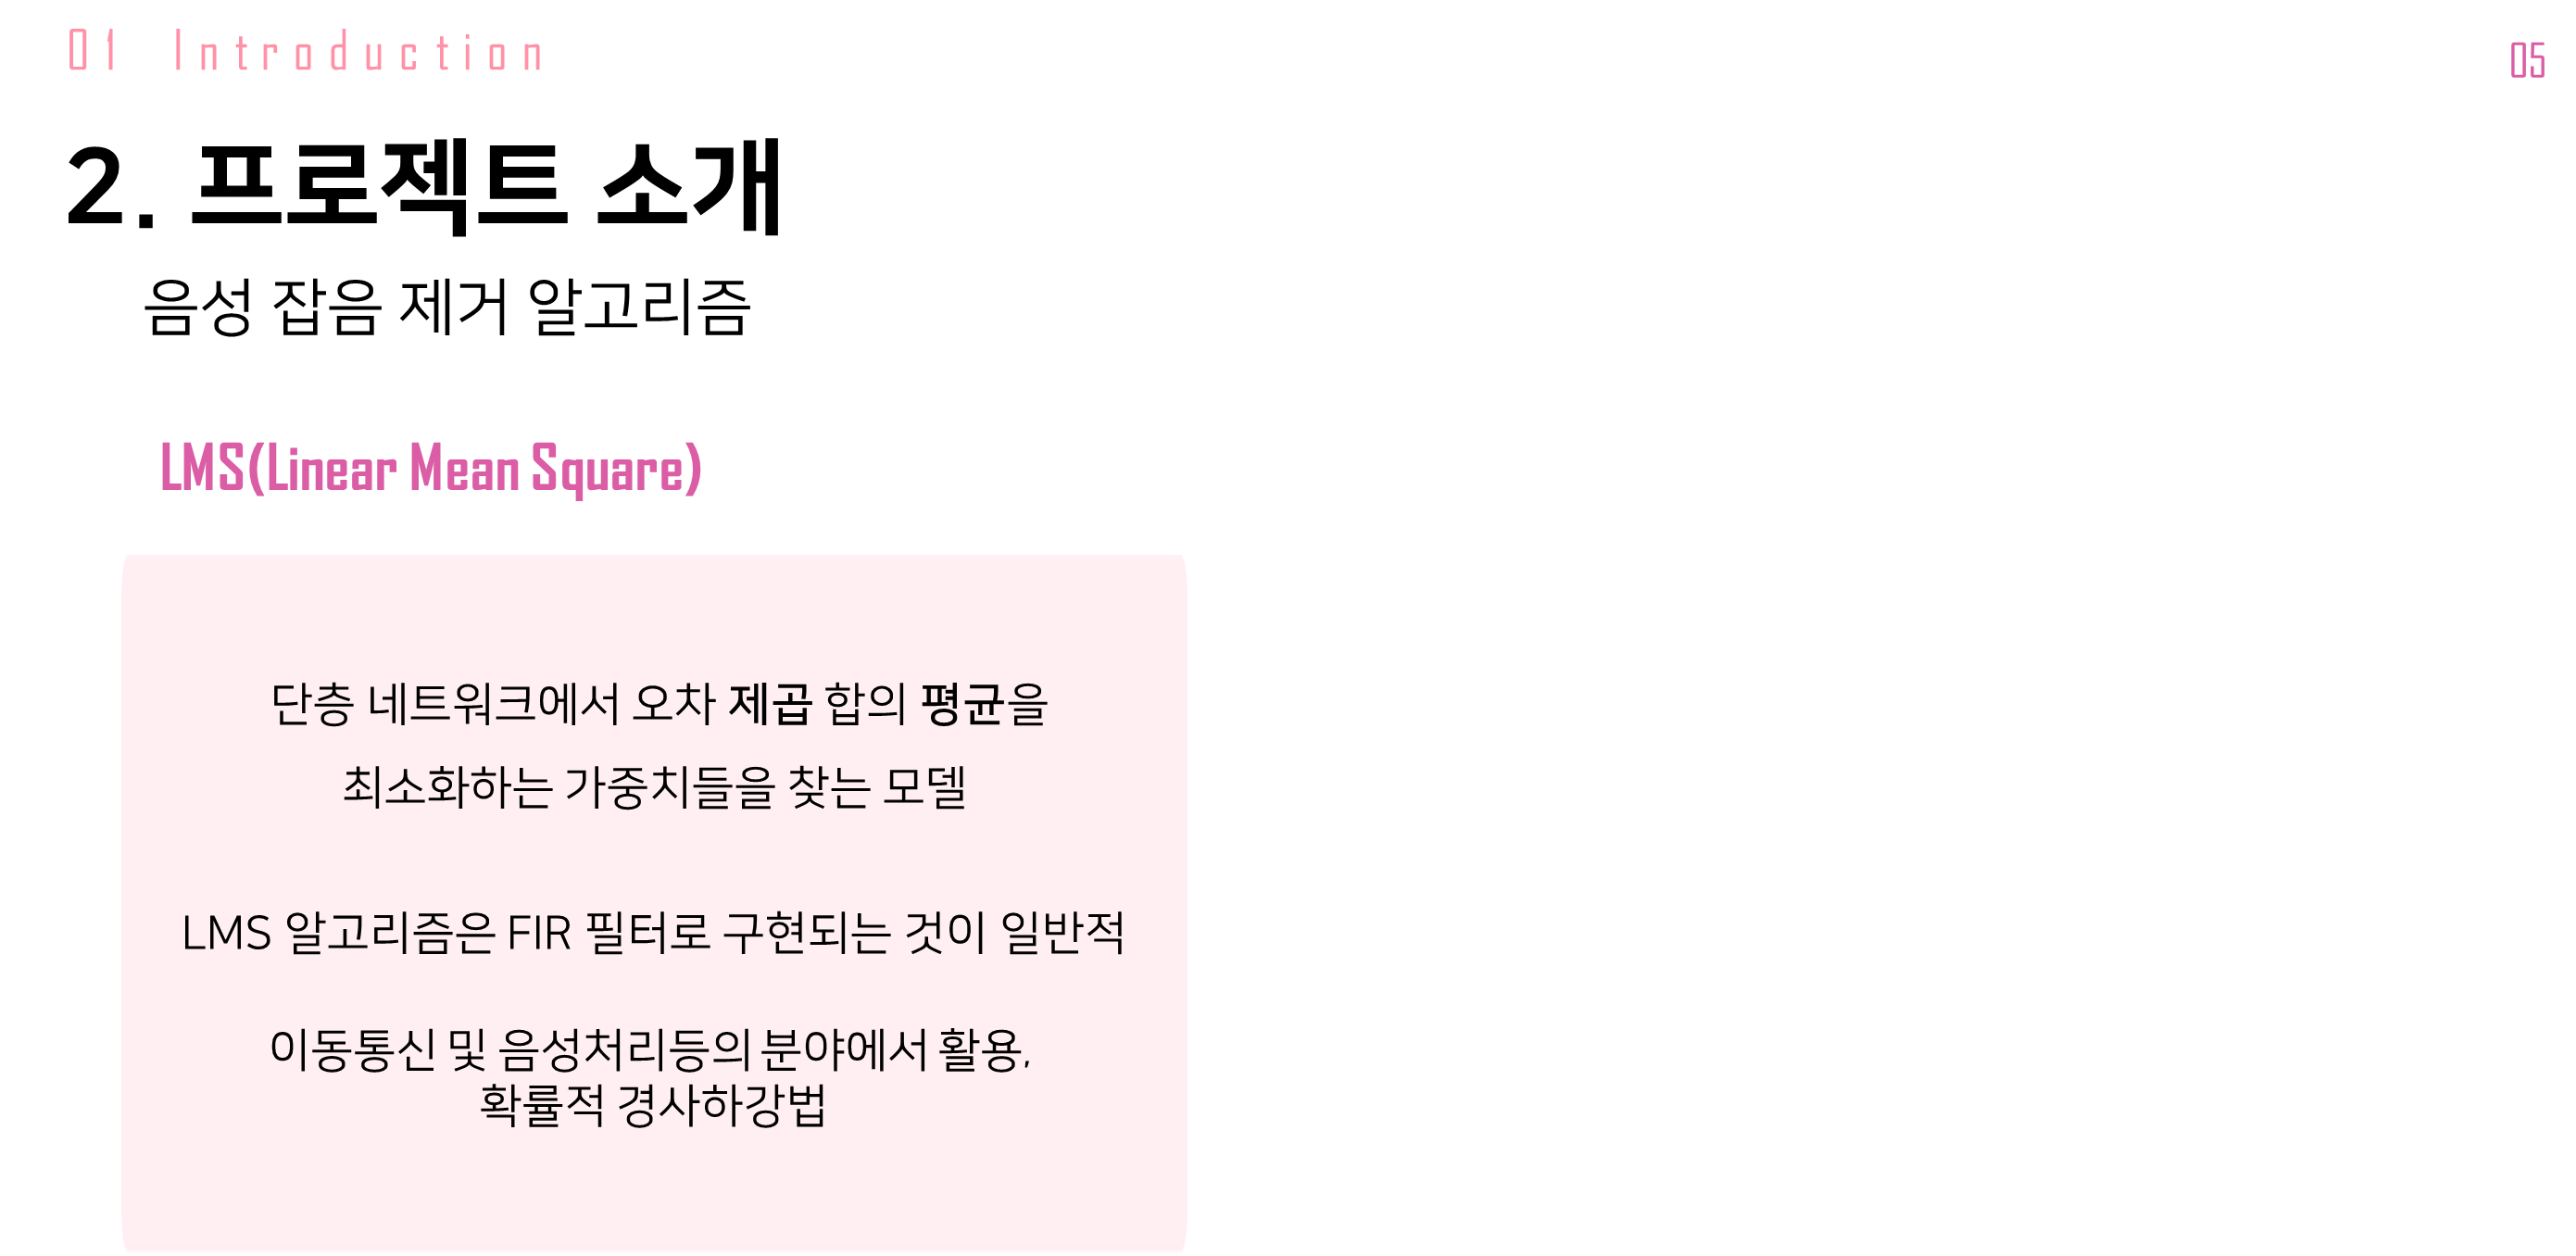 01 Introduction
05
2. 프로젝트 소개
음성 잡음 제거 알고리즘
LMS(Linear Mean Square)
단층 네트워크에서 오차 제곱 합의 평균을
최소화하는 가중치들을 찾는 모델
LMS 알고리즘은 FIR 필터로 구현되는 것이 일반적
이동통신 및 음성처리등의 분야에서 활용,
확률적 경사하강법